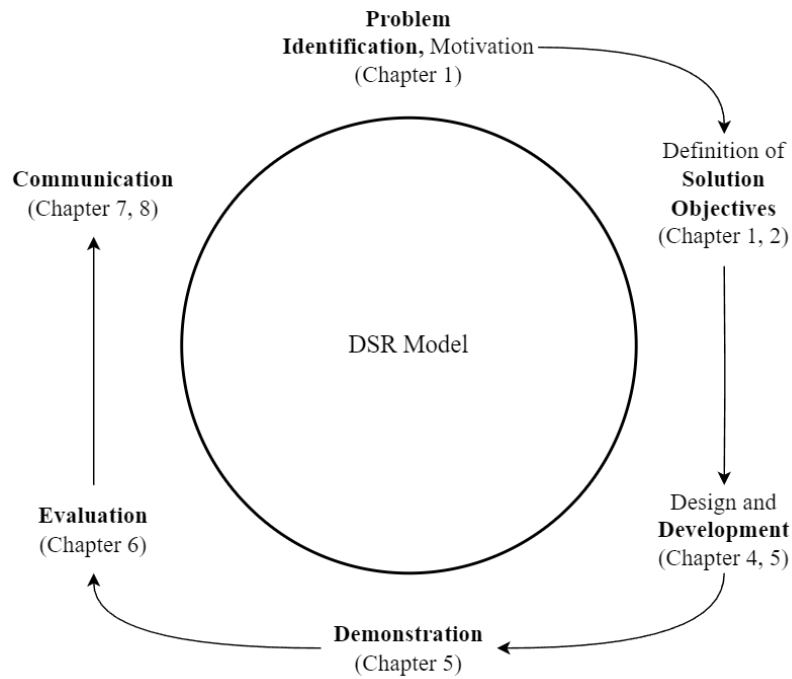 Problem
Identification, Motivation
(Chapter 1)
Definition of
Solution
Objectives
(Chapter 1, 2)
Communication
(Chapter 7, 8)
DSR Model
Design and
Development
(Chapter 4, 5)
Evaluation
(Chapter 6)
Demonstration
(Chapter 5)